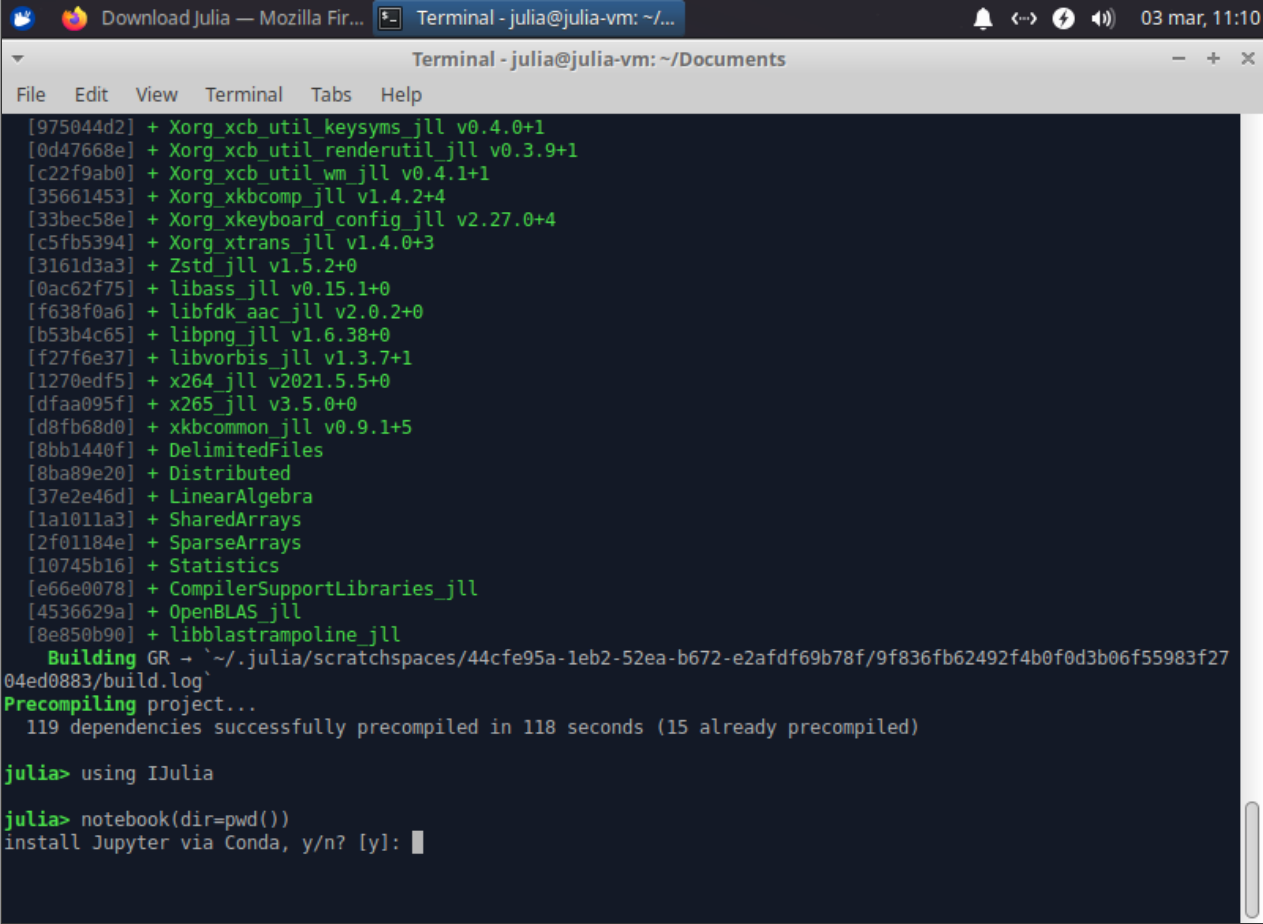 Download Julia — Mozilla Fir...
Terminal - julia@julia-vm: ~/...
03 mar, 11:10
Terminal - julia@julia-vm: ~/Documents
File Edit View Terminal Tabs Help
[975044d2] + Xorg_xcb_util_keysyms_jll v0.4.0+1
[0d47668e] + Xorg_xcb_util_renderutil_jll v0.3.9+1
[c22f9ab0] + Xorg_xcb_util_wm_jll v0.4.1+1
[35661453] + Xorg_xkbcomp_jll v1.4.2+4
[33bec58e] + Xorg_xkeyboard_config_jll v2.27.0+4
[c5fb5394] + Xorg_xtrans_jll v1.4.0+3
[3161d3a3] + Zstd_jll v1.5.2+0
[0ac62f75] + libass_jll v0.15.1+0
[f638f0a6] + libfdk_aac_jll v2.0.2+0
[b53b4c65] + libpng_jll v1.6.38+0
[f27f6e37] + libvorbis_jll v1.3.7+1
[1270edf5] + x264_jll v2021.5.5+0
[dfaa095f] + x265_jll v3.5.0+0
[d8fb68d0] + xkbcommon_jll v0.9.1+5
[8bb1440f] + DelimitedFiles
[8ba89e20] + Distributed
[37e2e46d] + LinearAlgebra
[1a1011a3] + SharedArrays
[2f01184e] + SparseArrays
[10745b16] + Statistics
[e66e0078] + CompilerSupportLibraries_jll
[4536629a] + OpenBLAS_jll
[8e850b90] + libblastrampoline_jll
Building GR → `~/.julia/scratchspaces/44cfe95a-1eb2-52ea-b672-e2afdf69b78f/9f836fb62492f4b0f0d3b06f55983f27
04ed0883/build.log`
Precompiling project...
119 dependencies successfully precompiled in 118 seconds (15 already precompiled)
julia> using IJulia
julia> notebook(dir=pwd())
install Jupyter via Conda, y/n? [y]: